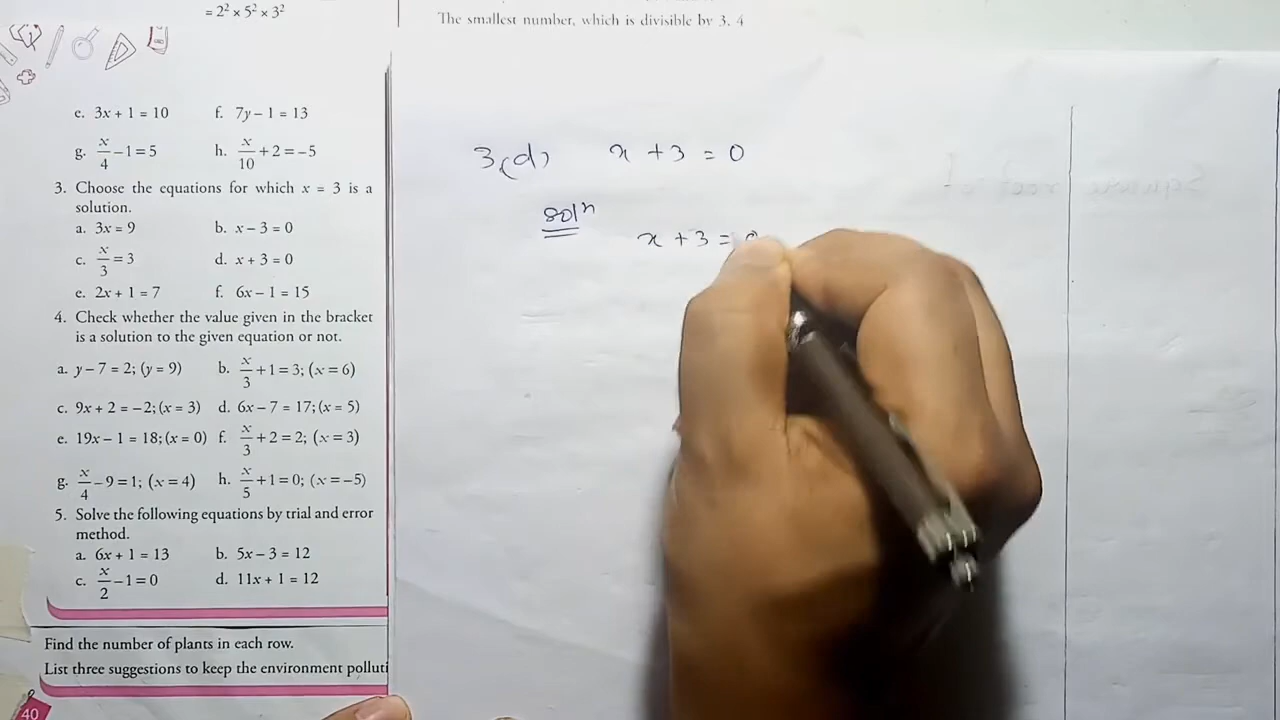 = 2² × 5² × 3²
The smallest number, which is divisible by 3, 4
e. 3x + 1 = 10 f. 7y – 1 = 13
g. x/4 – 1 = 5 h. x/10 + 2 = –5
3. Choose the equations for which x = 3 is a
solution.
a. 3x = 9 b. x – 3 = 0
c. x/3 = 3 d. x + 3 = 0
e. 2x + 1 = 7 f. 6x – 1 = 15
4. Check whether the value given in the bracket
is a solution to the given equation or not.
a. y – 7 = 2; (y = 9) b. x/3 + 1 = 3; (x = 6)
c. 9x + 2 = –2; (x = 3) d. 6x – 7 = 17; (x = 5)
e. 19x – 1 = 18; (x = 0) f. x/3 + 2 = 2; (x = 3)
g. x/4 – 9 = 1; (x = 4) h. x/5 + 1 = 0; (x = –5)
5. Solve the following equations by trial and error
method.
a. 6x + 1 = 13 b. 5x – 3 = 12
c. x/2 – 1 = 0 d. 11x + 1 = 12
Find the number of plants in each row.
List three suggestions to keep the environment polluti
40
3(d) x + 3 = 0
Solⁿ
x + 3 = 0